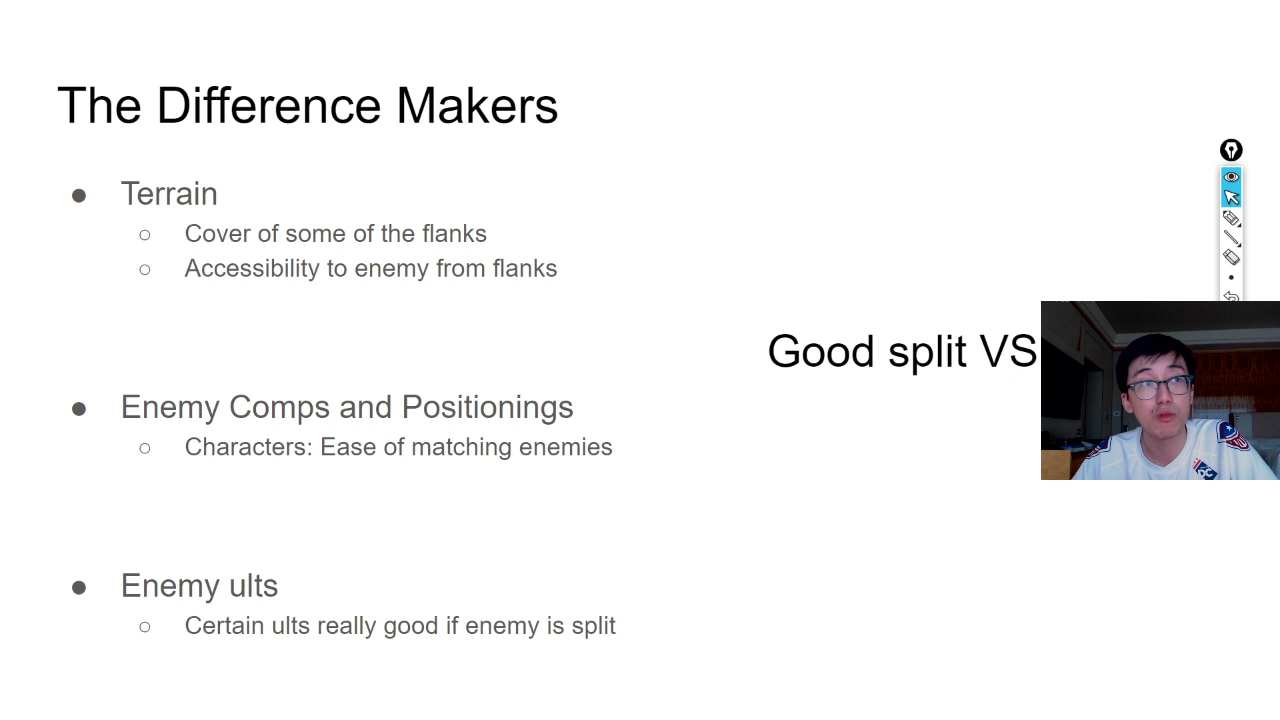 The Difference Makers
● Terrain
○ Cover of some of the flanks
○ Accessibility to enemy from flanks
Good split VS
● Enemy Comps and Positionings
○ Characters: Ease of matching enemies
● Enemy ults
○ Certain ults really good if enemy is split